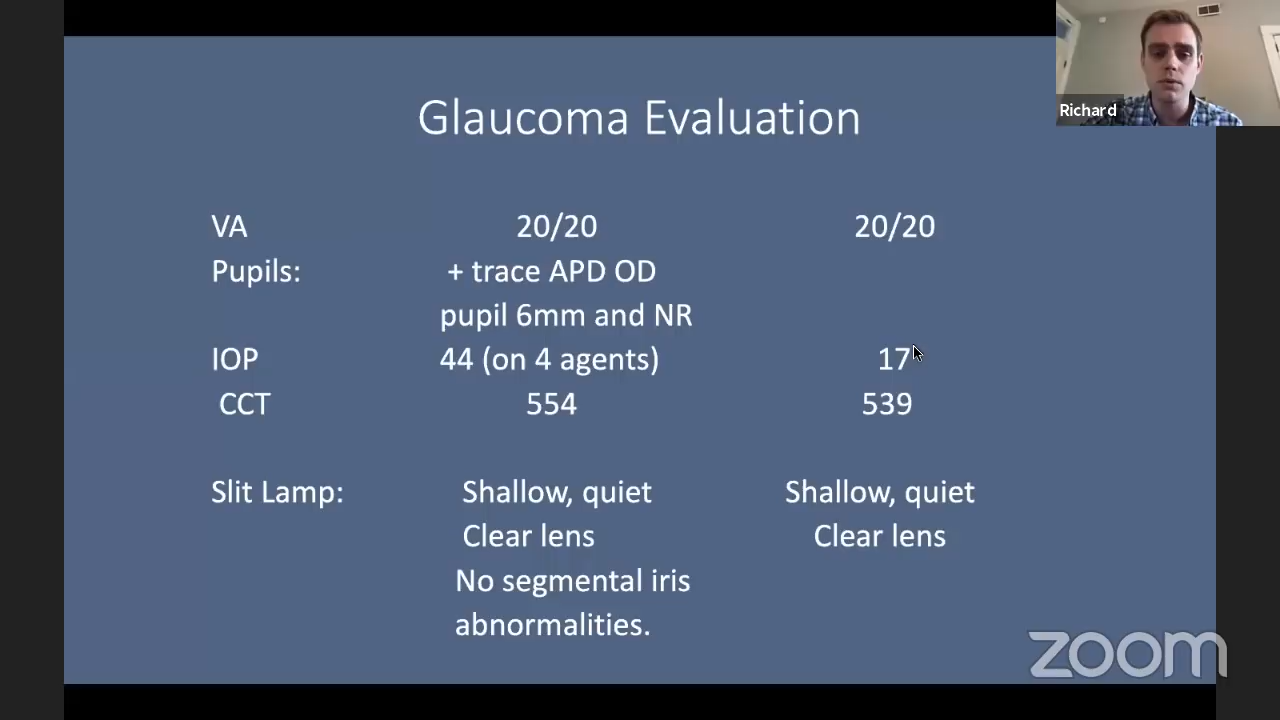 Richard
Glaucoma Evaluation
VA 20/20 20/20
Pupils: + trace APD OD
pupil 6mm and NR
IOP 44 (on 4 agents) 17
CCT 554 539
Slit Lamp: Shallow, quiet Shallow, quiet
Clear lens Clear lens
No segmental iris
abnormalities.
zoom